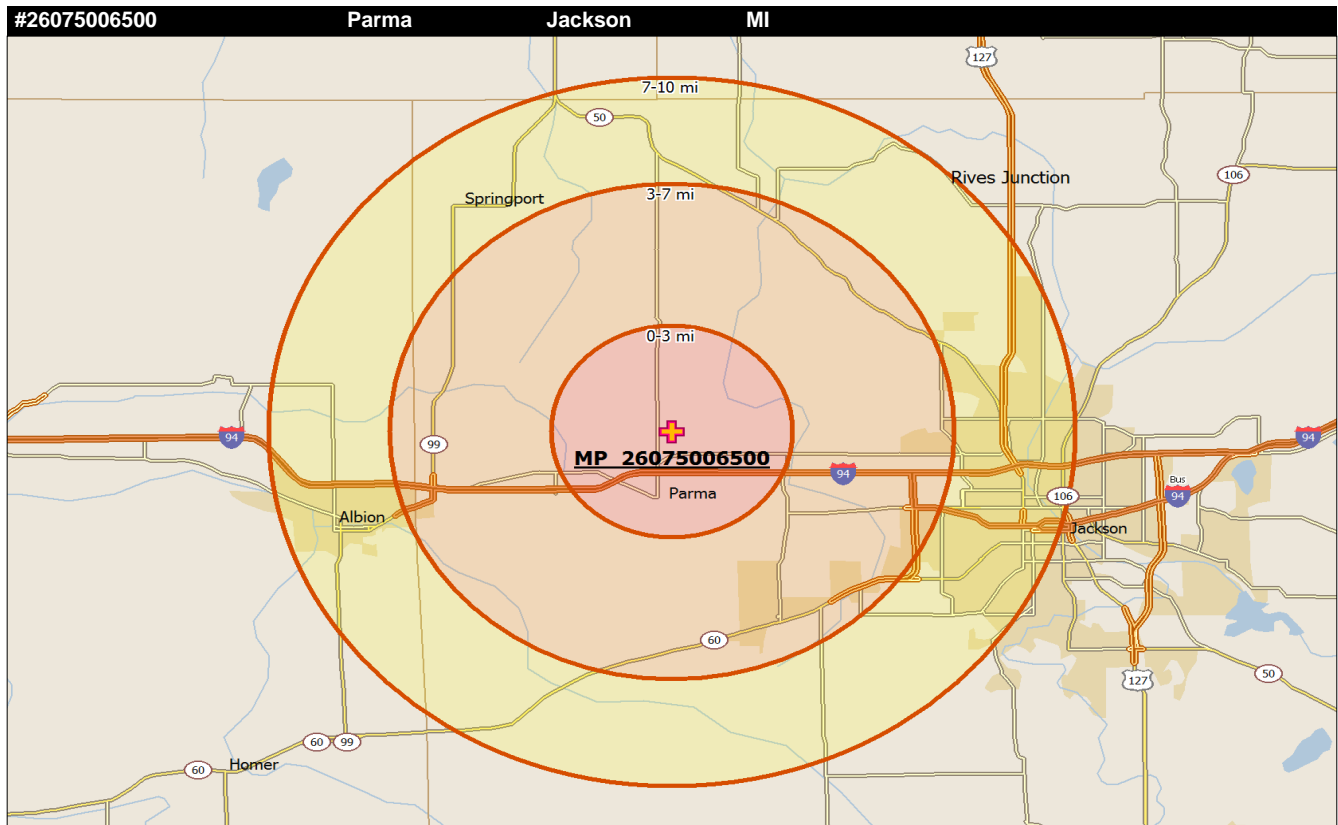 #26075006500 Parma Jackson MI
127
7-10 mi
50
106
Rives Junction
3-7 mi
Springport
0-3 mi
94
94
99
MP 26075006500
94
Bus
94
Parma
106
Albion
Jackson
60
50
127
60 99
Homer
60